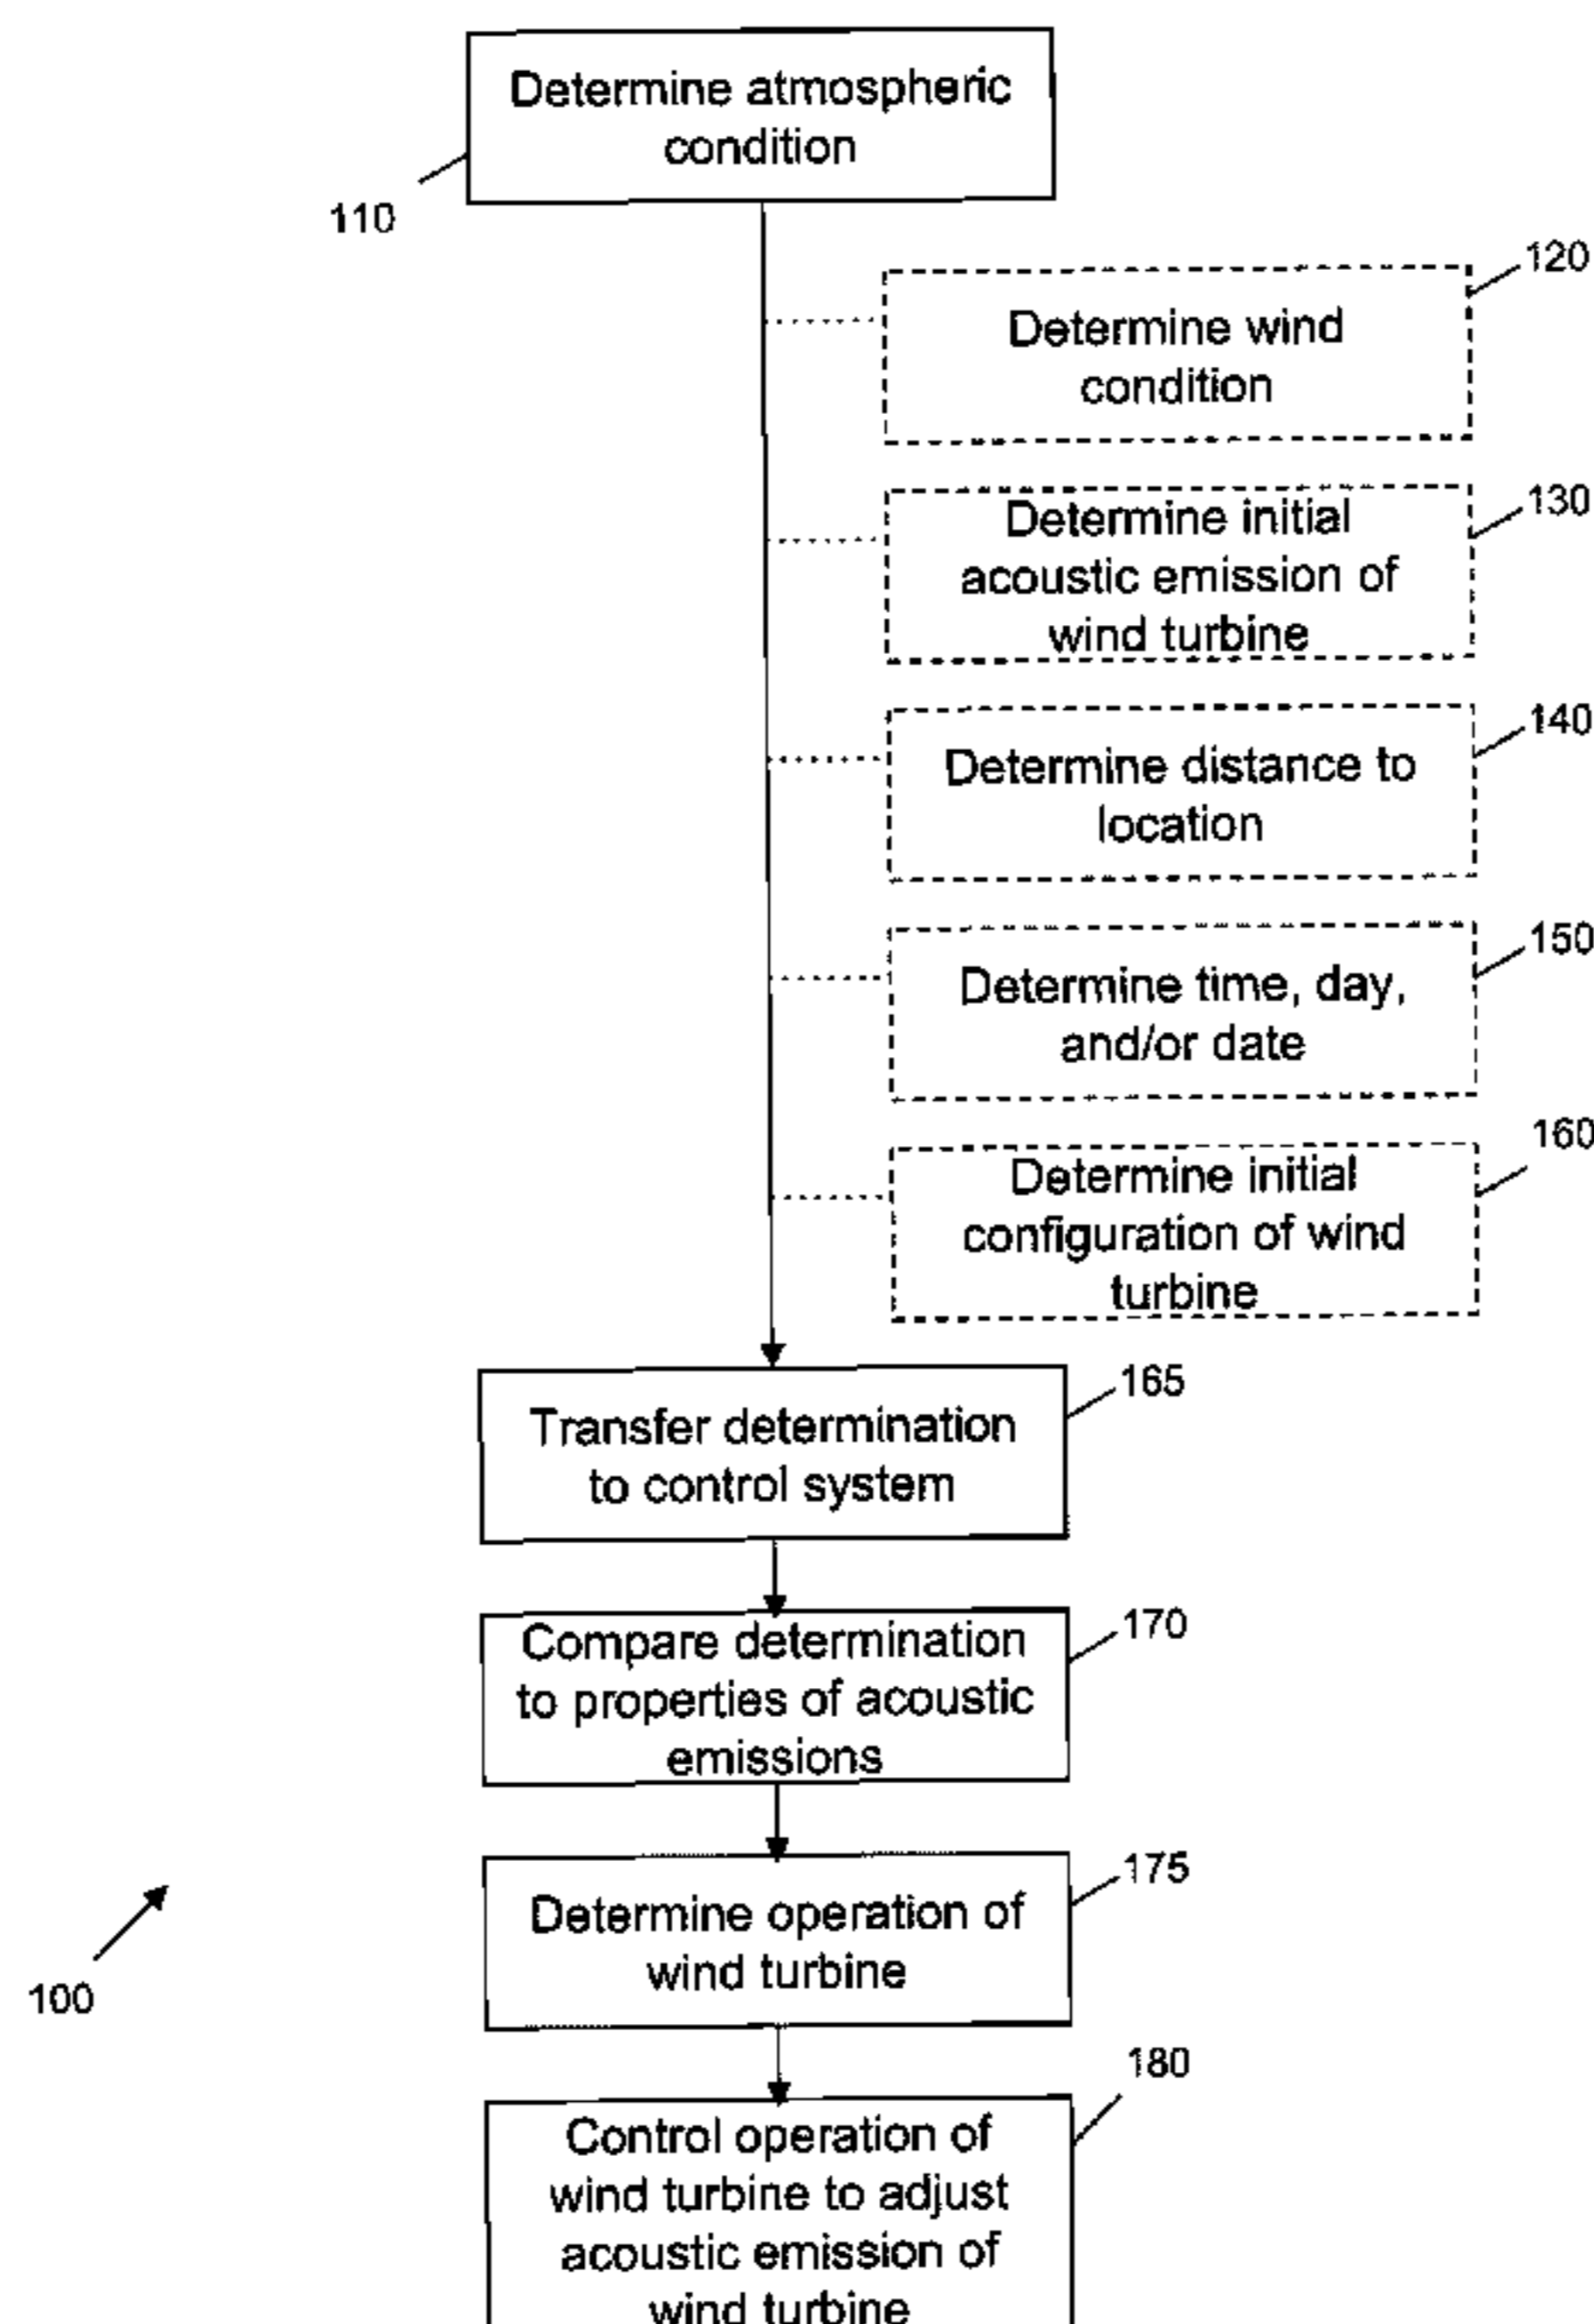 Determine atmospheric
condition
110
120
Determine wind
condition
130
Determine initial
acoustic emission of
wind turbine
140
Determine distance to
location
150
Determine time, day,
and/or date
160
Determine initial
configuration of wind
turbine
165
Transfer determination
to control system
170
Compare determination
to properties of acoustic
emissions
175
Determine operation of
wind turbine
100
180
Control operation of
wind turbine to adjust
acoustic emission of
wind turbine